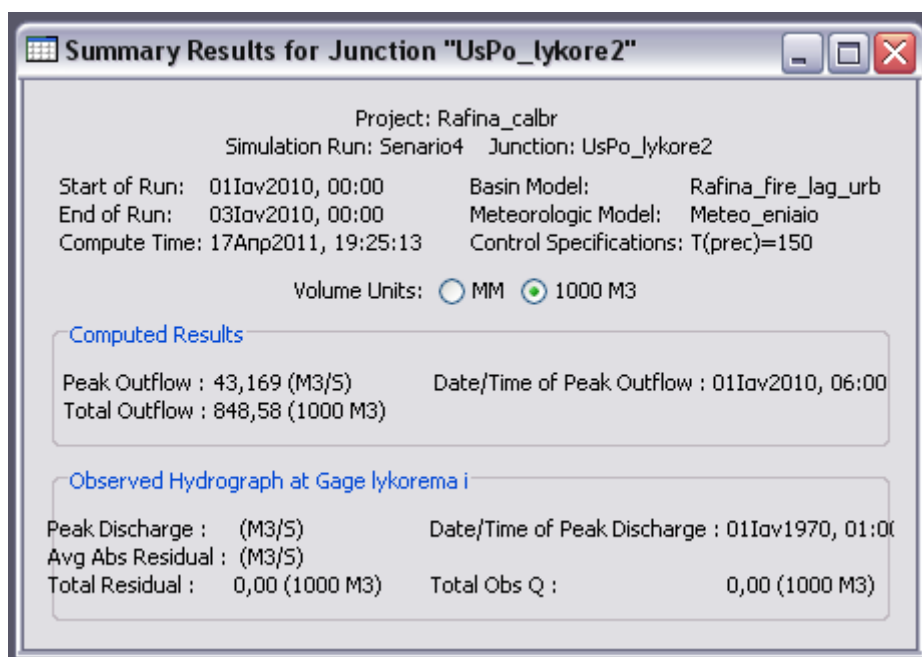 Summary Results for Junction "UsPo_lykore2"
Project: Rafina_calbr
Simulation Run: Senario4 Junction: UsPo_lykore2
Start of Run: 01Ιαν2010, 00:00 Basin Model: Rafina_fire_lag_urb
End of Run: 03Ιαν2010, 00:00 Meteorologic Model: Meteo_eniaio
Compute Time: 17Απρ2011, 19:25:13 Control Specifications: T(prec)=150
Volume Units: MM 1000 M3
Computed Results
Peak Outflow : 43,169 (M3/S) Date/Time of Peak Outflow : 01Ιαν2010, 06:00
Total Outflow : 848,58 (1000 M3)
Observed Hydrograph at Gage lykorema i
Peak Discharge : (M3/S) Date/Time of Peak Discharge : 01Ιαν1970, 01:00
Avg Abs Residual : (M3/S)
Total Residual : 0,00 (1000 M3) Total Obs Q : 0,00 (1000 M3)